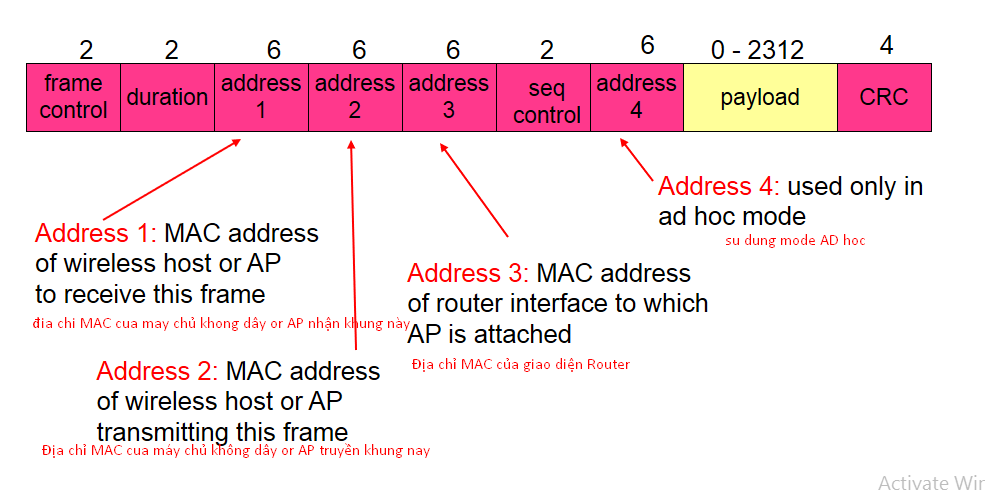 2 2 6 6 6 2 6 0 - 2312 4
frame control duration address 1 address 2 address 3 seq control address 4 payload CRC
Address 4: used only in
ad hoc mode
su dung mode AD học
Address 1: MAC address
of wireless host or AP
to receive this frame
địa chi MAC cua may chủ khong dây or AP nhận khung này
Address 3: MAC address
of router interface to which
AP is attached
Địa chỉ MAC của giao diện Router
Address 2: MAC address
of wireless host or AP
transmitting this frame
Địa chỉ MAC cua máy chủ không dây or AP truyền khung nay
Activate Wir